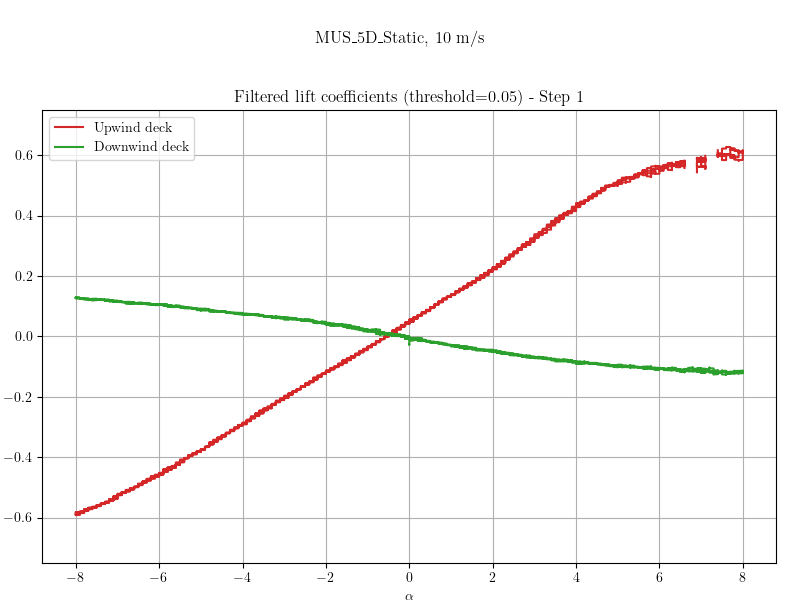 MUS_5D_Static, 10 m/s
Filtered lift coefficients (threshold=0.05) - Step 1
Upwind deck
Downwind deck
0.6
0.4
0.2
0.0
−0.2
−0.4
−0.6
−8 −6 −4 −2 0 2 4 6 8
α